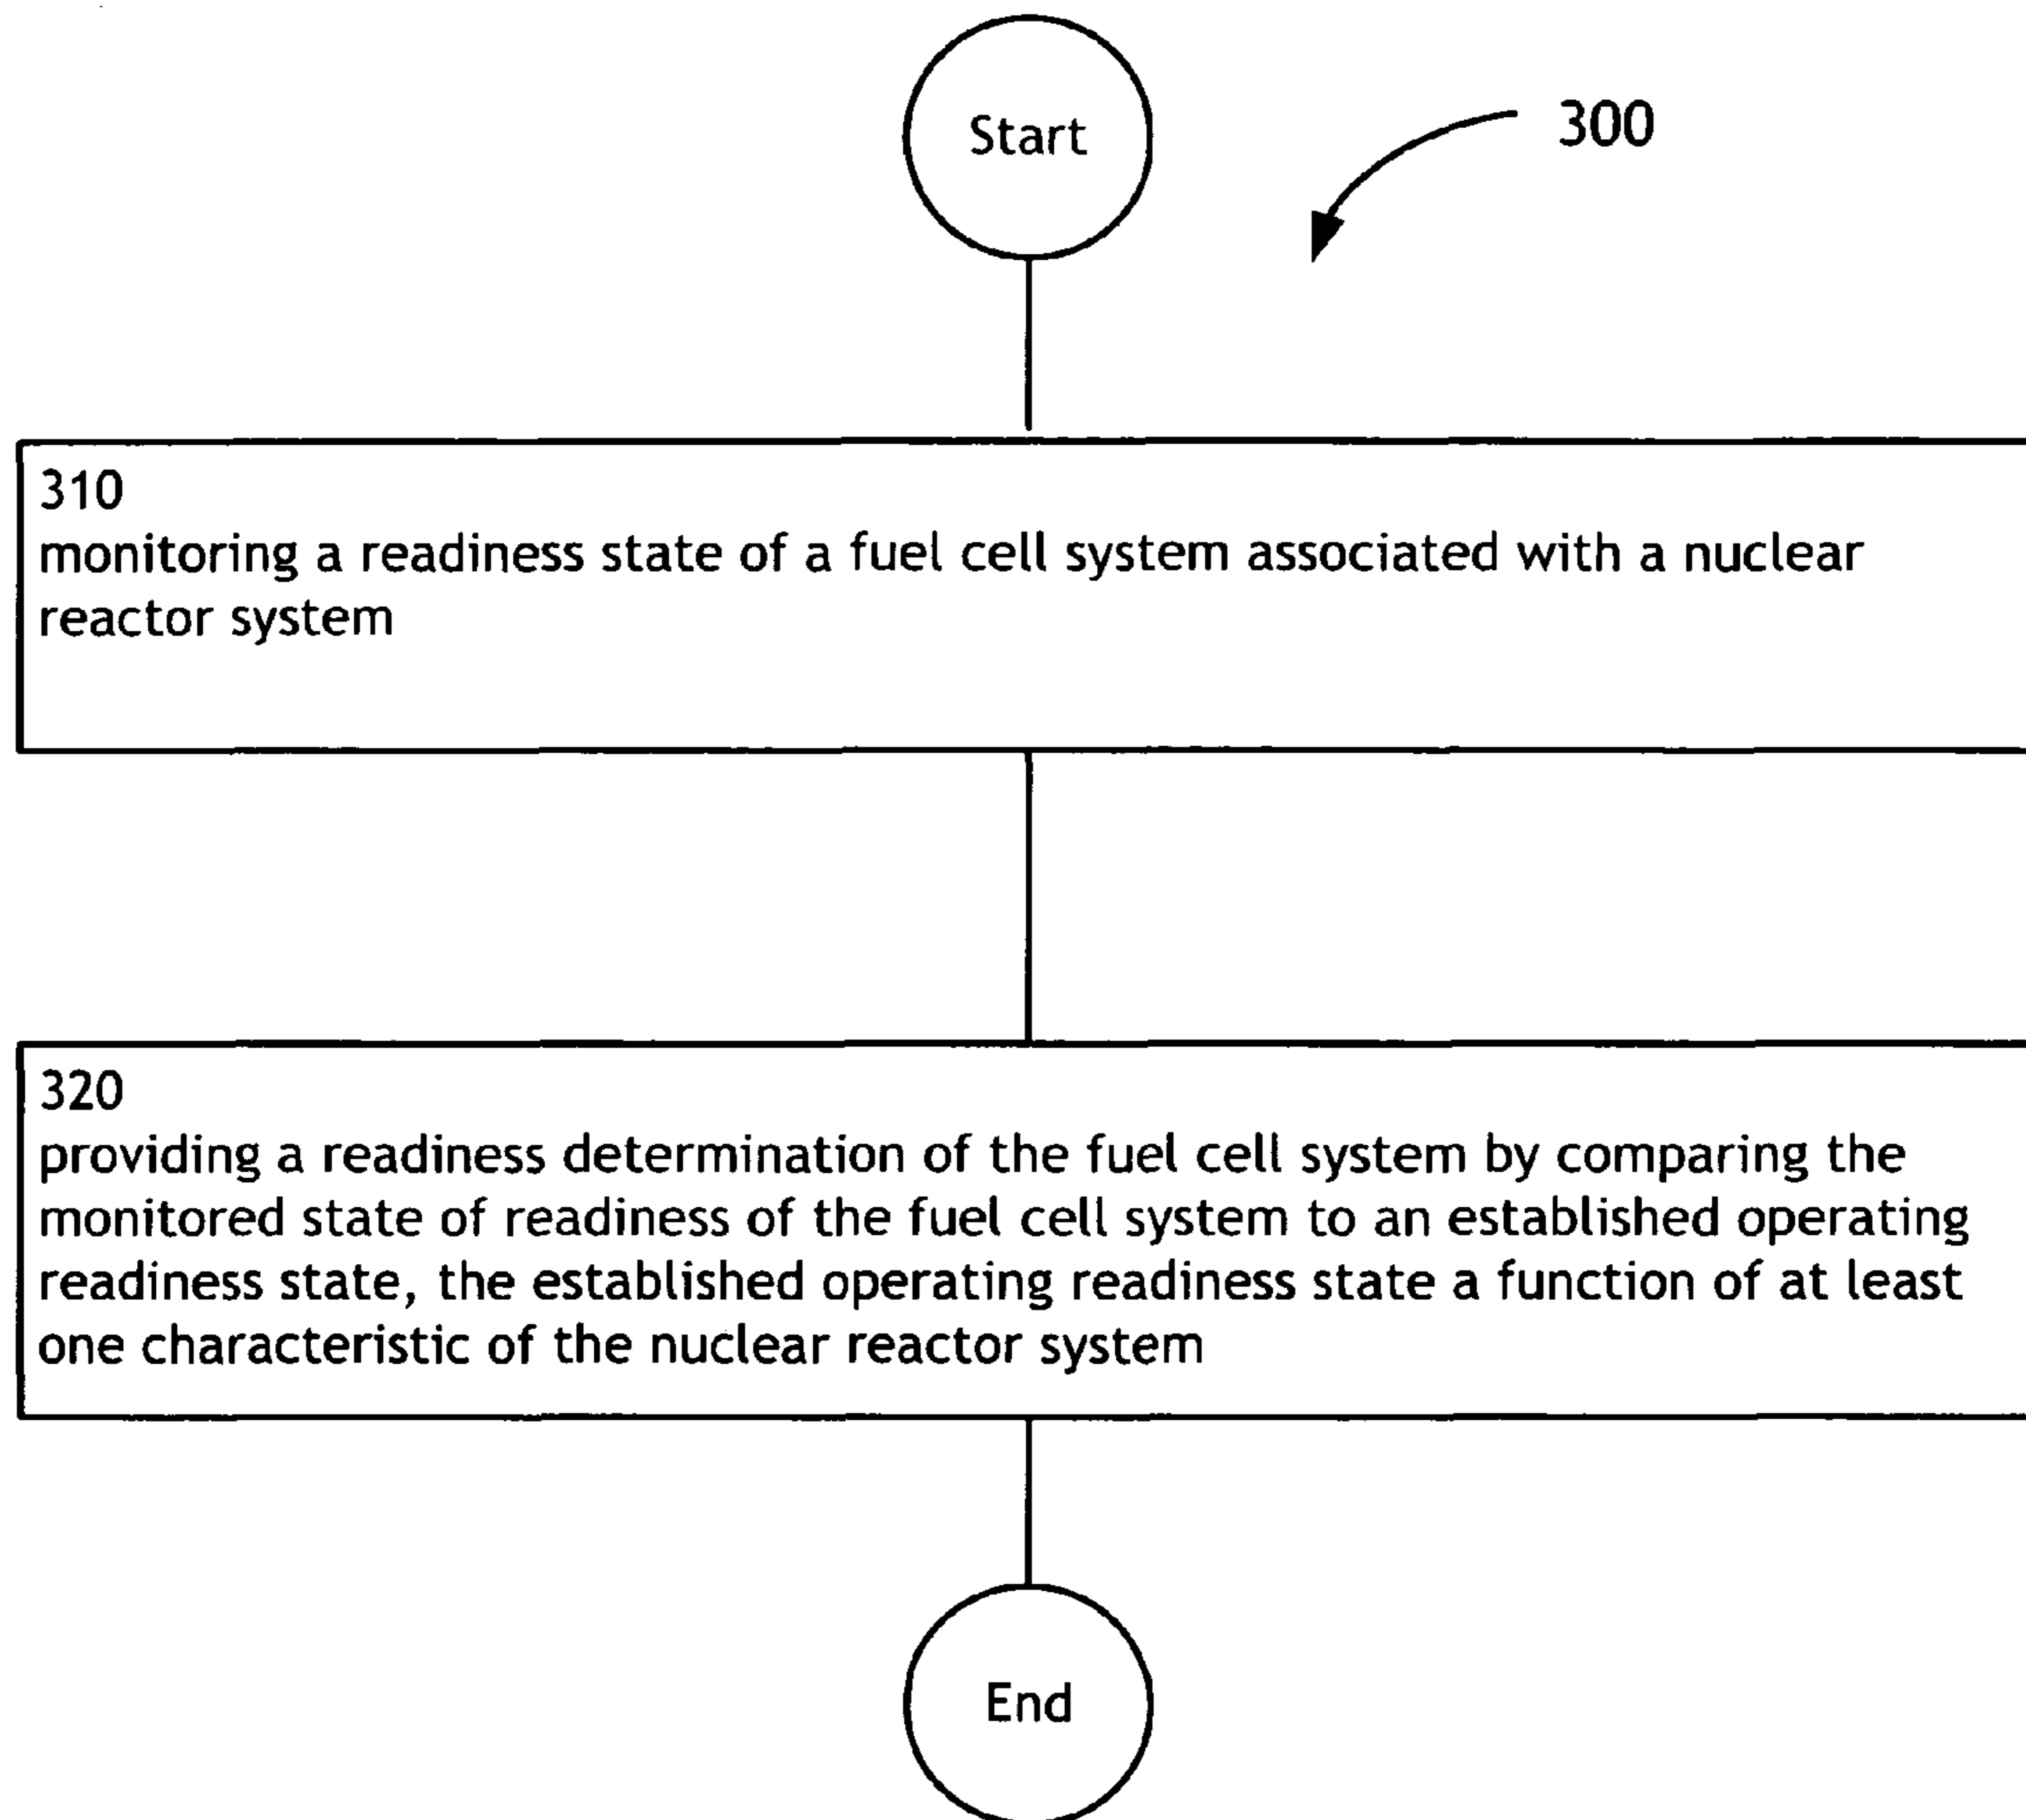 Start
300
310
monitoring a readiness state of a fuel cell system associated with a nuclear
reactor system
320
providing a readiness determination of the fuel cell system by comparing the
monitored state of readiness of the fuel cell system to an established operating
readiness state, the established operating readiness state a function of at least
one characteristic of the nuclear reactor system
End